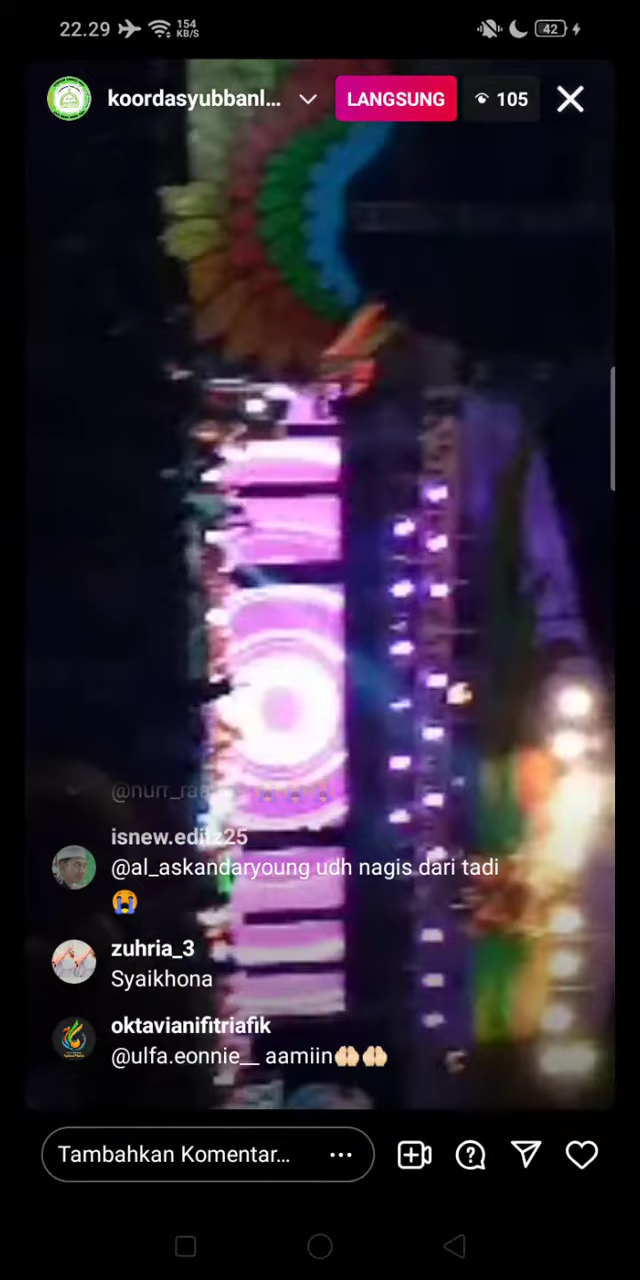 22.29 154 KB/S 42
koordasyubbanl... LANGSUNG 105
isnew.editz25
@al_askandaryoung udh nagis dari tadi
😭
zuhria_3
Syaikhona
oktavianifitriafik
@ulfa.eonnie__ aamiin🤲🏻🤲🏻
Tambahkan Komentar...